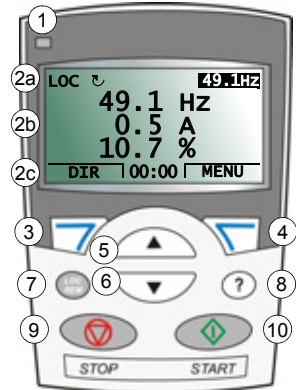 1
2a LOC ↻ 49.1Hz
49.1 Hz
2b 0.5 A
10.7 %
2c DIR 00:00 MENU
3 4
5
7 LOC REM 6 ? 8
9 10
STOP START